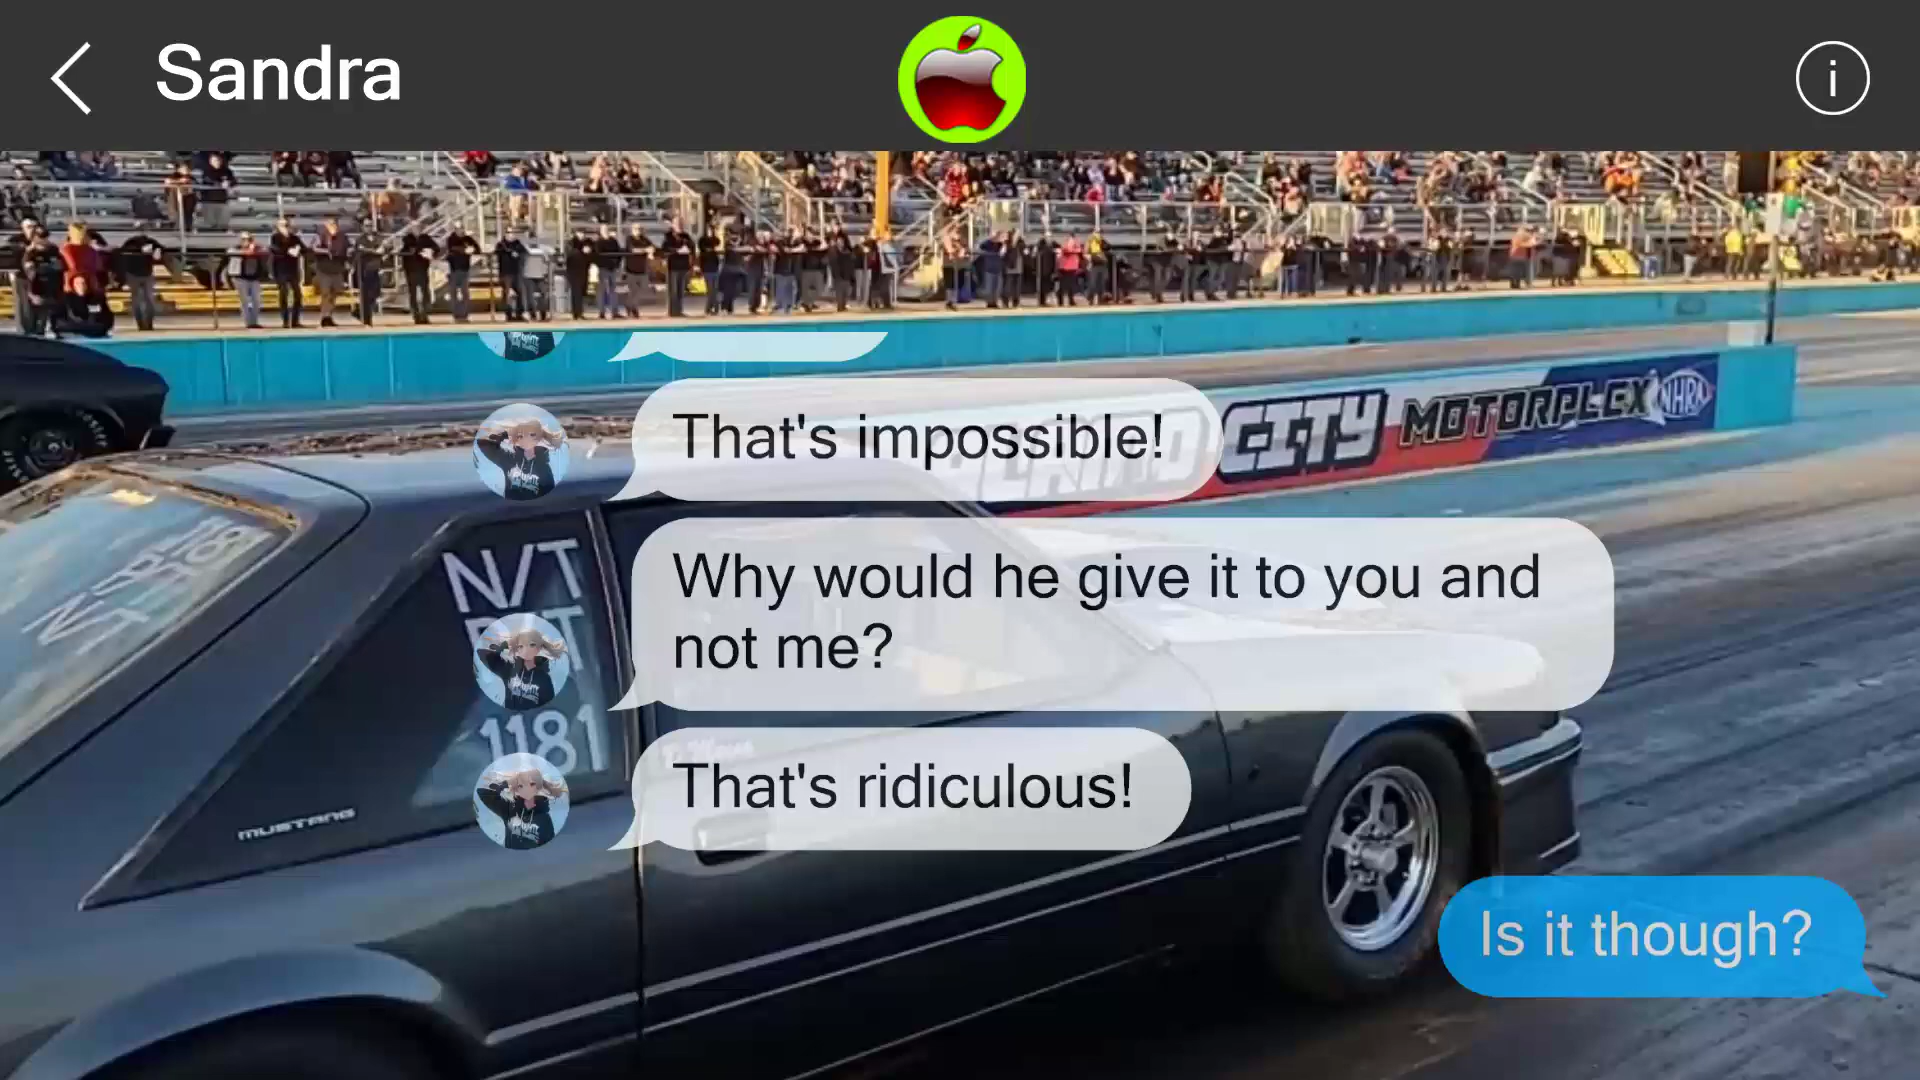 Sandra
i
That's impossible!
CITY MOTORPLEX NHRA
Why would he give it to you and
not me?
That's ridiculous!
Is it though?
N/T
1181
MUSTANG